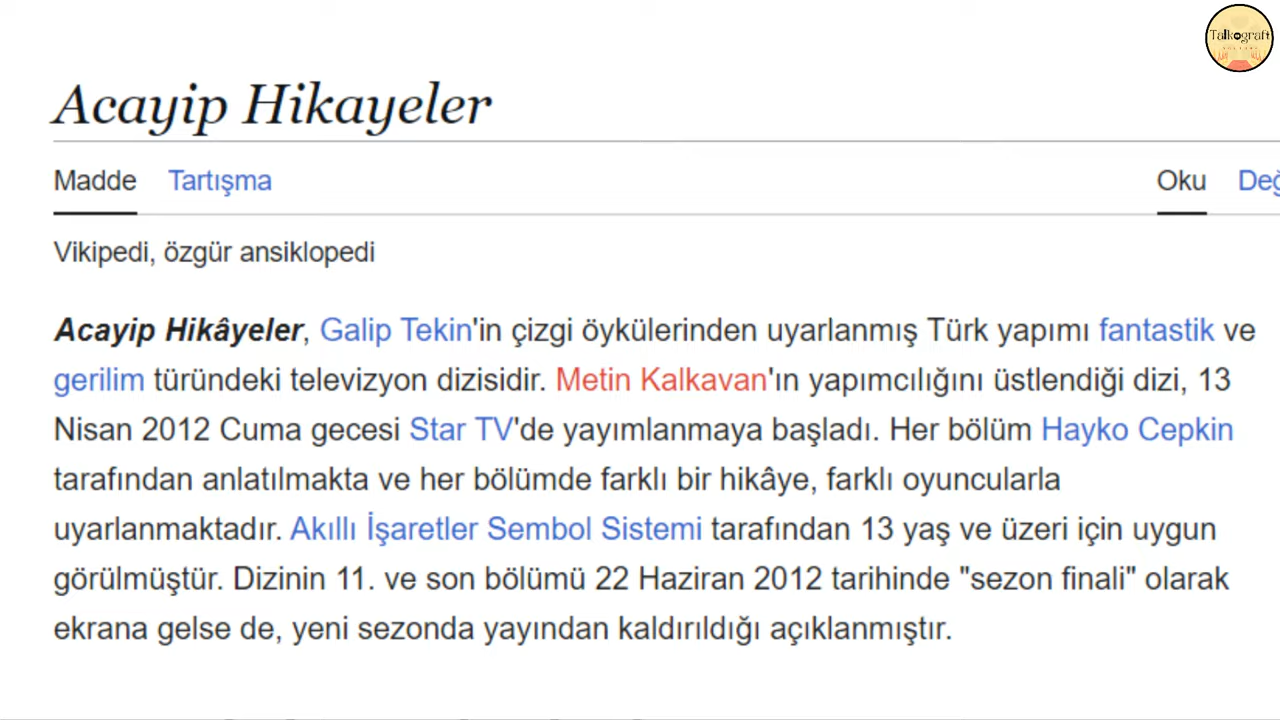 Talkograft
Acayip Hikayeler
Madde Tartışma Oku Değ
Vikipedi, özgür ansiklopedi
Acayip Hikâyeler, Galip Tekin'in çizgi öykülerinden uyarlanmış Türk yapımı fantastik ve
gerilim türündeki televizyon dizisidir. Metin Kalkavan'ın yapımcılığını üstlendiği dizi, 13
Nisan 2012 Cuma gecesi Star TV'de yayımlanmaya başladı. Her bölüm Hayko Cepkin
tarafından anlatılmakta ve her bölümde farklı bir hikâye, farklı oyuncularla
uyarlanmaktadır. Akıllı İşaretler Sembol Sistemi tarafından 13 yaş ve üzeri için uygun
görülmüştür. Dizinin 11. ve son bölümü 22 Haziran 2012 tarihinde "sezon finali" olarak
ekrana gelse de, yeni sezonda yayından kaldırıldığı açıklanmıştır.